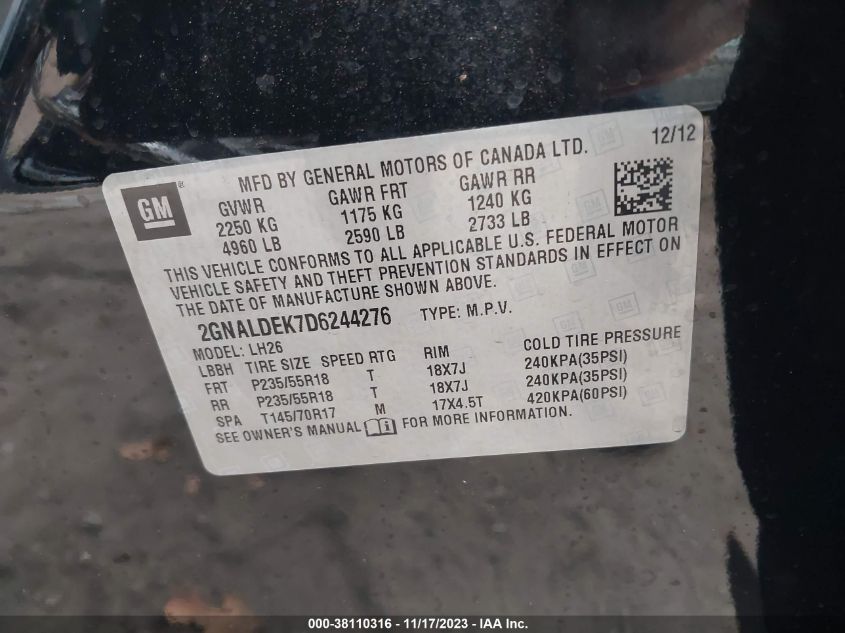 GM
®
MFD BY GENERAL MOTORS OF CANADA LTD. 12/12
GVWR GAWR FRT GAWR RR
2250 KG 1175 KG 1240 KG
4960 LB 2590 LB 2733 LB
THIS VEHICLE CONFORMS TO ALL APPLICABLE U.S. FEDERAL MOTOR
VEHICLE SAFETY AND THEFT PREVENTION STANDARDS IN EFFECT ON
THE DATE OF MANUFACTURE SHOWN ABOVE.
2GNALDEK7D6244276 TYPE: M.P.V.
MODEL: LH26
LBBH TIRE SIZE SPEED RTG RIM COLD TIRE PRESSURE
FRT P235/55R18 T 18X7J 240KPA(35PSI)
RR P235/55R18 T 18X7J 240KPA(35PSI)
SPA T145/70R17 M 17X4.5T 420KPA(60PSI)
SEE OWNER'S MANUAL FOR MORE INFORMATION.
000-38110316 - 11/17/2023 - IAA Inc.